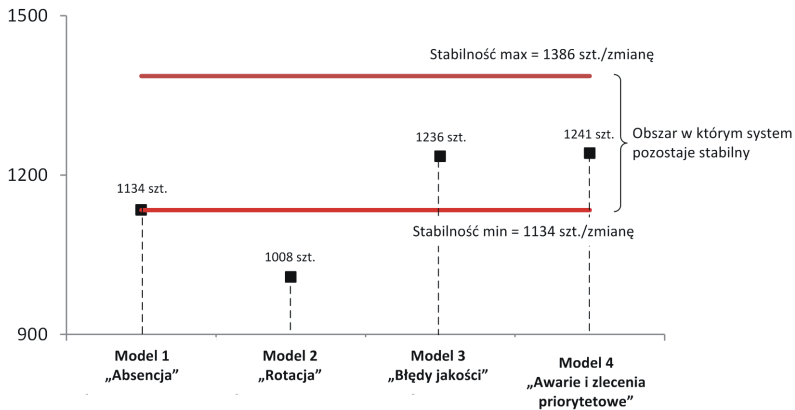 1500
Stabilność max = 1386 szt./zmianę
1236 szt.
1241 szt.
Obszar w którym system
pozostaje stabilny
1200
1134 szt.
Stabilność min = 1134 szt./zmianę
1008 szt.
900
Model 1
„Absencja”
Model 2
„Rotacja”
Model 3
„Błędy jakości”
Model 4
„Awarie i zlecenia
priorytetowe”